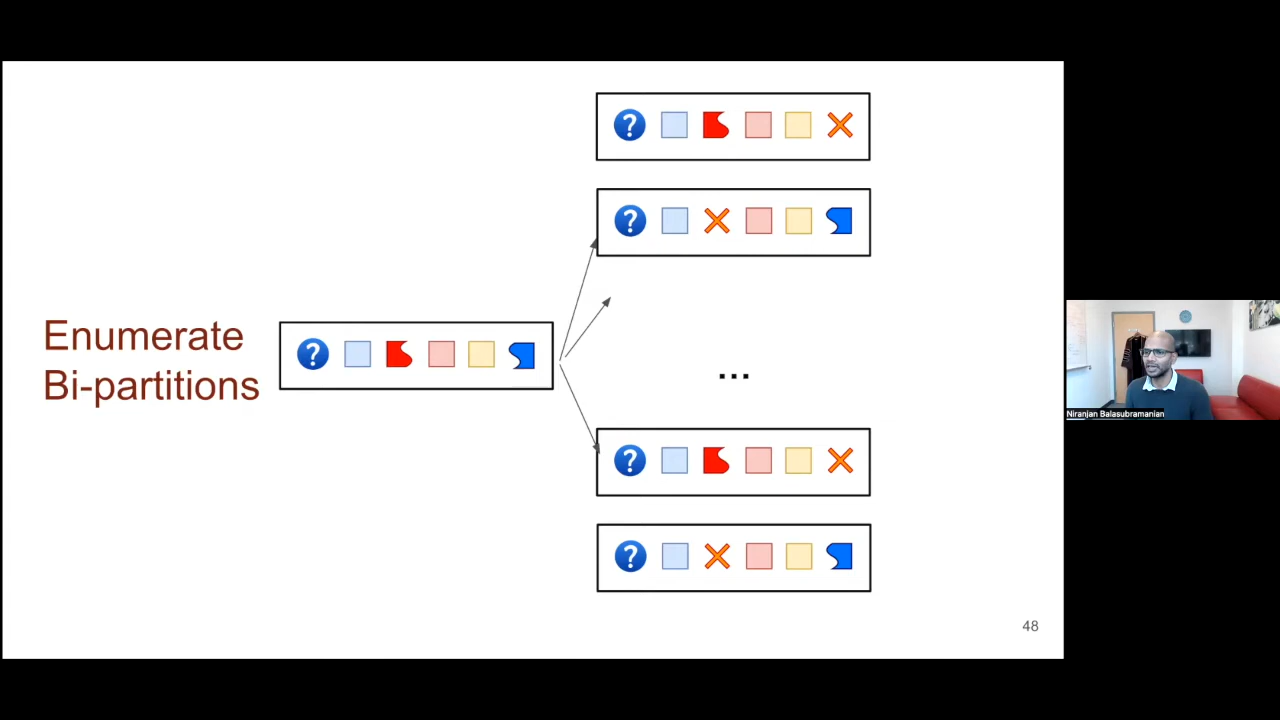 Enumerate
Bi-partitions
?
?
?
...
?
?
48
Niranjan Balasubramanian